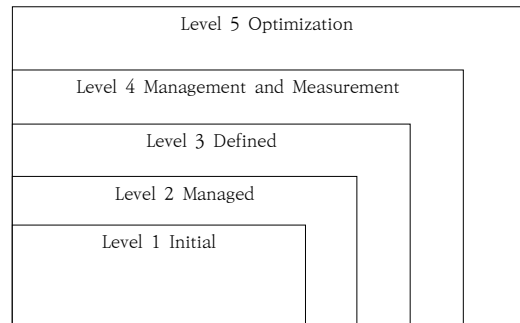 Level 5 Optimization
Level 4 Management and Measurement
Level 3 Defined
Level 2 Managed
Level 1 Initial